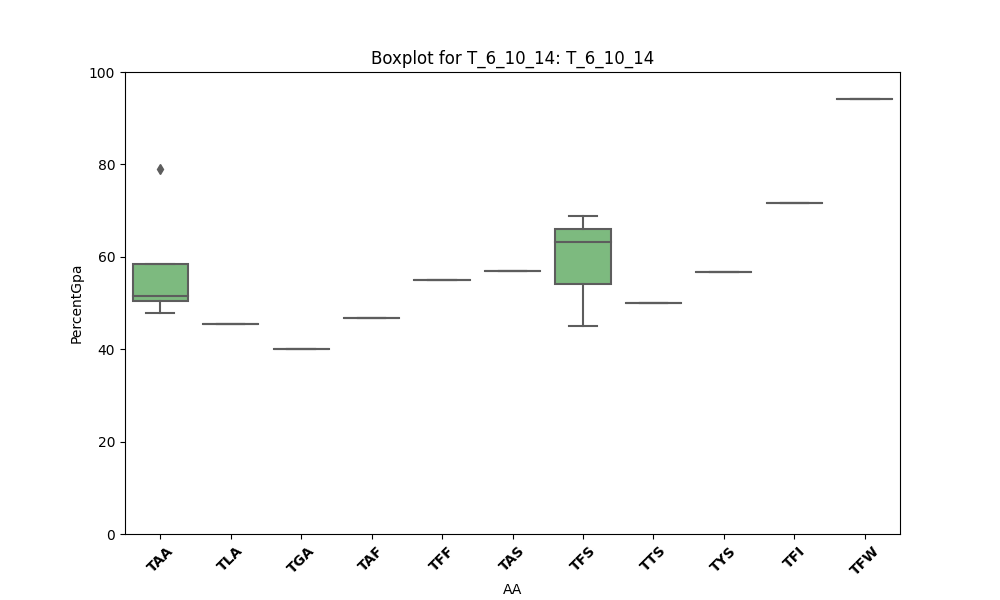 Boxplot for T_6_10_14: T_6_10_14
100
80
60
40
20
0
PercentGpa
TAA
TLA
TGA
TAF
TFF
TAS
TFS
TTS
TYS
TFI
TFW
AA